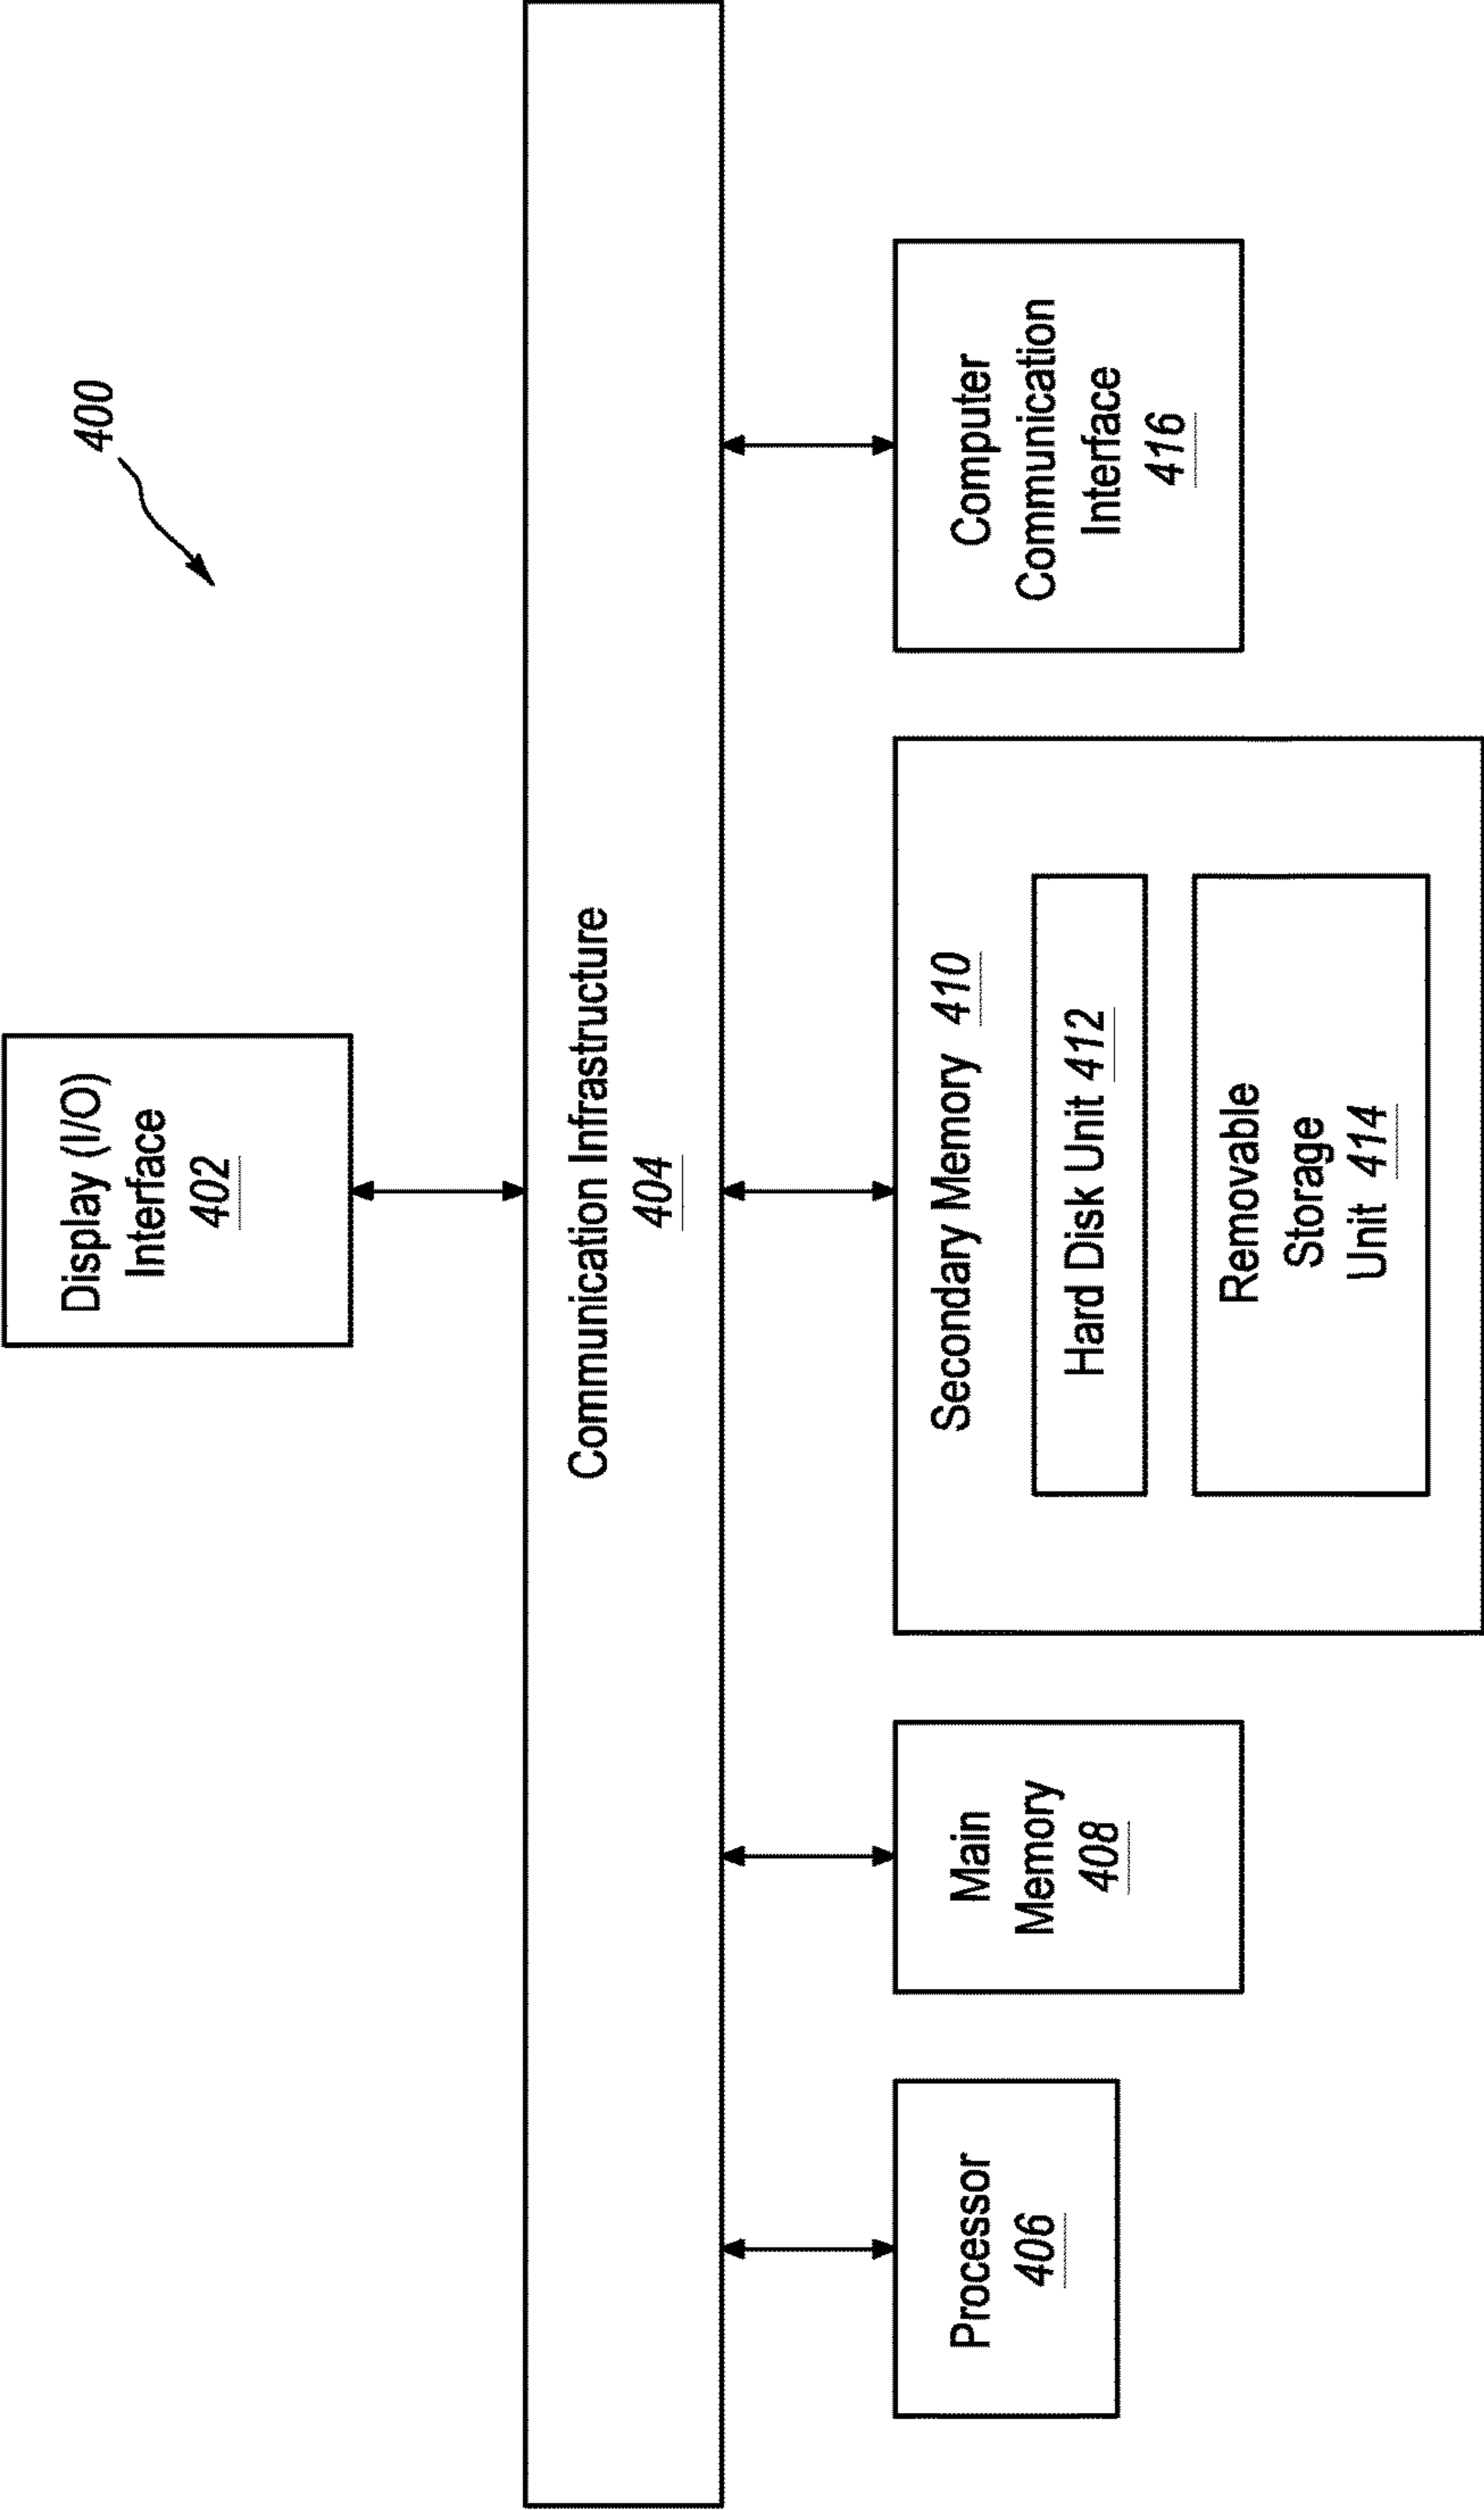 400
Display (I/O)
Interface
402
Communication Infrastructure
404
Processor
406
Main
Memory
408
Secondary Memory 410
Hard Disk Unit 412
Removable
Storage
Unit 414
Computer
Communication
Interface
416